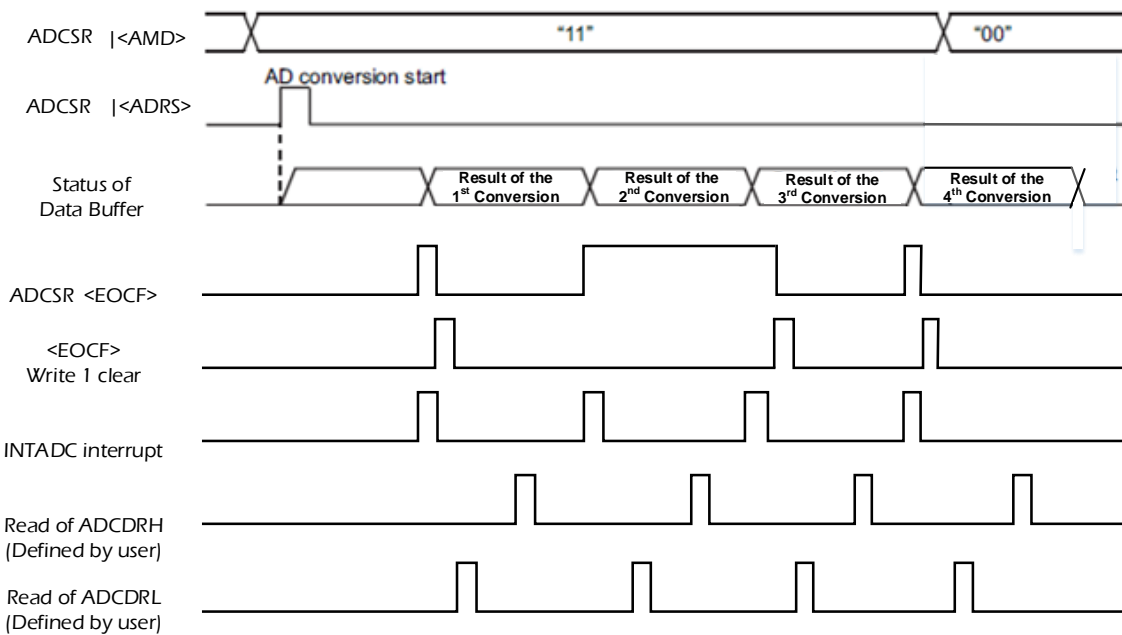 ADCSR |<AMD>
"11"
"00"
AD conversion start
ADCSR |<ADRS>
Status of
Data Buffer
Result of the
1st Conversion
Result of the
2nd Conversion
Result of the
3rd Conversion
Result of the
4th Conversion
ADCSR <EOCF>
<EOCF>
Write 1 clear
INTADC interrupt
Read of ADCDRH
(Defined by user)
Read of ADCDRL
(Defined by user)